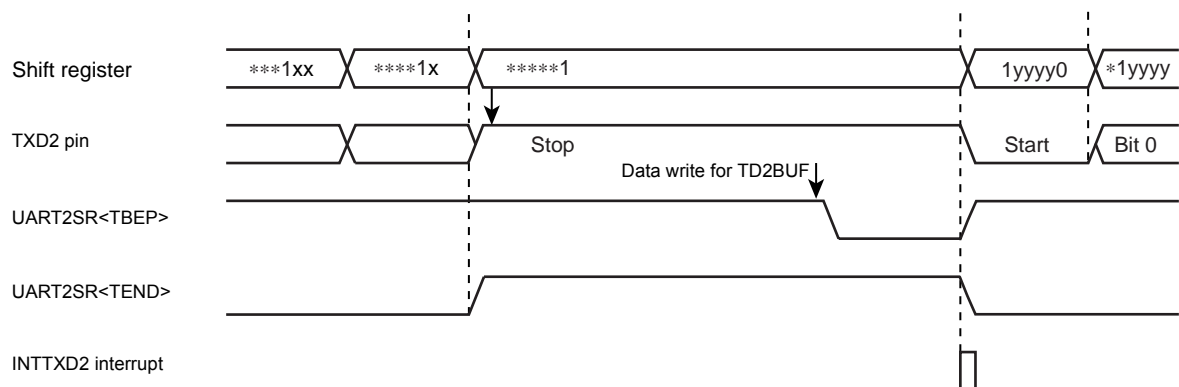 Shift register ***1xx ****1x *****1 1yyyy0 *1yyyy
TXD2 pin Stop Start Bit 0
Data write for TD2BUF
UART2SR<TBEP>
UART2SR<TEND>
INTTXD2 interrupt